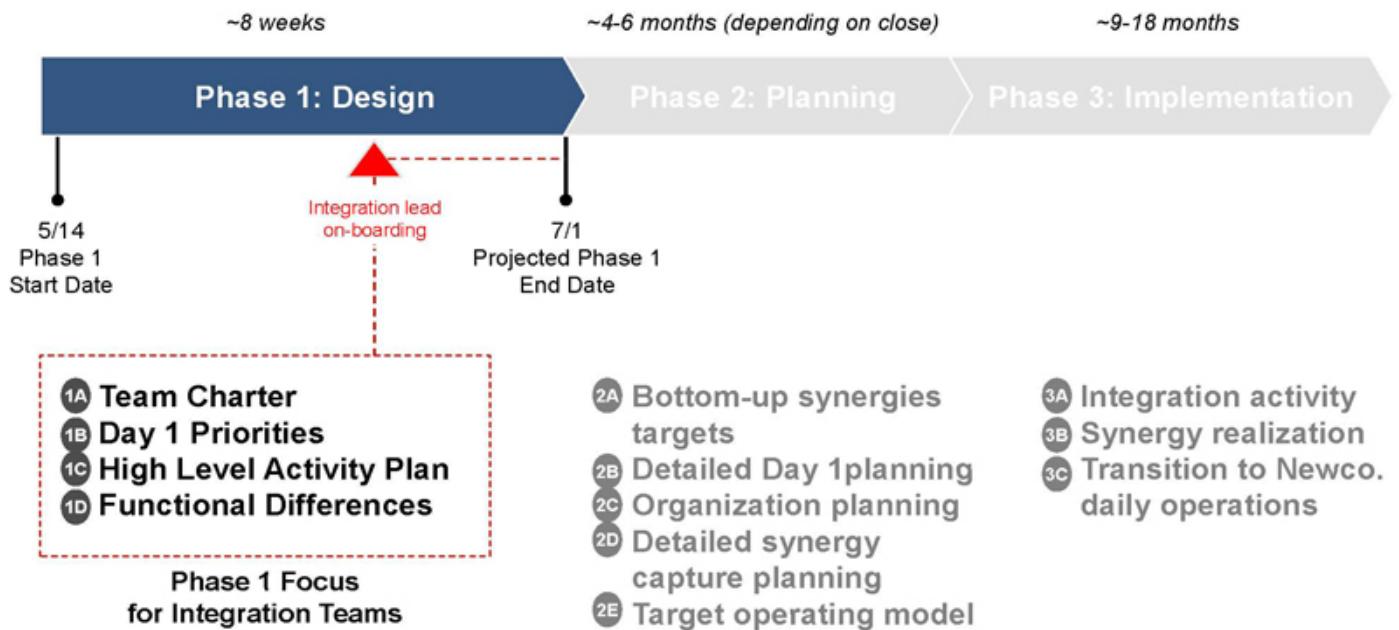 ~8 weeks
~4-6 months (depending on close)
~9-18 months
Phase 1: Design
Phase 2: Planning
Phase 3: Implementation
Integration lead
on-boarding
5/14
Phase 1
Start Date
7/1
Projected Phase 1
End Date
1A Team Charter
1B Day 1 Priorities
1C High Level Activity Plan
1D Functional Differences
Phase 1 Focus
for Integration Teams
2A Bottom-up synergies
targets
2B Detailed Day 1planning
2C Organization planning
2D Detailed synergy
capture planning
2E Target operating model
3A Integration activity
3B Synergy realization
3C Transition to Newco.
daily operations